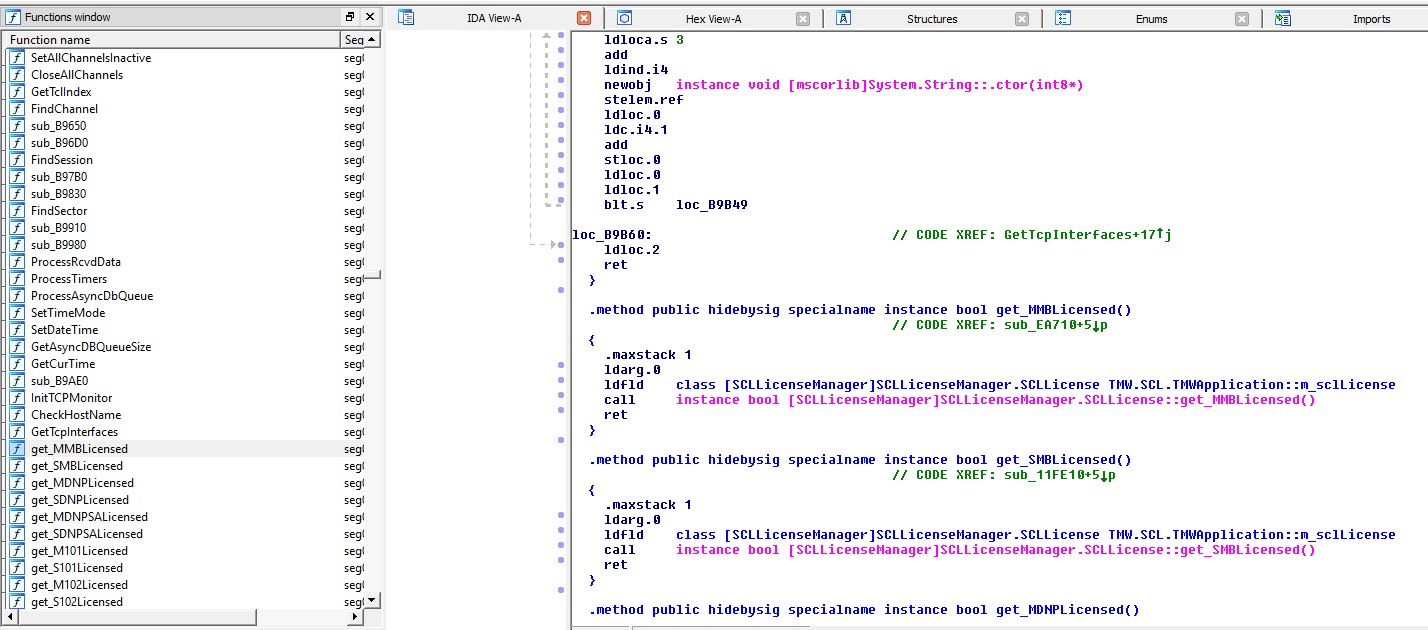 Functions window
Function name Seg
SetAllChannelsInactive seg
CloseAllChannels seg
GetTclIndex seg
FindChannel seg
sub_B9650 seg
sub_B96D0 seg
FindSession seg
sub_B97B0 seg
sub_B9830 seg
FindSector seg
sub_B9910 seg
sub_B9980 seg
ProcessRcvdData seg
ProcessTimers seg
ProcessAsyncDbQueue seg
SetTimeMode seg
SetDateTime seg
GetAsyncDBQueueSize seg
GetCurTime seg
sub_B9AE0 seg
InitTCPMonitor seg
CheckHostName seg
GetTcpInterfaces seg
get_MMBLicensed seg
get_SMBLicensed seg
get_MDNPLicensed seg
get_SDNPLicensed seg
get_MDNPSALicensed seg
get_SDNPSALicensed seg
get_M101Licensed seg
get_S101Licensed seg
get_M102Licensed seg
get_S102Licensed seg
IDA View-A Hex View-A Structures Enums Imports
ldloca.s 3
add
ldind.i4
newobj instance void [mscorlib]System.String::.ctor(int8*)
stelem.ref
ldloc.0
ldc.i4.1
add
stloc.0
ldloc.0
ldloc.1
blt.s loc_B9B49
loc_B9B60: // CODE XREF: GetTcpInterfaces+17↑j
ldloc.2
ret
}
.method public hidebysig specialname instance bool get_MMBLicensed()
// CODE XREF: sub_EA710+5↓p
{
.maxstack 1
ldarg.0
ldfld class [SCLLicenseManager]SCLLicenseManager.SCLLicense TMW.SCL.TMWApplication::m_sclLicense
call instance bool [SCLLicenseManager]SCLLicenseManager.SCLLicense::get_MMBLicensed()
ret
}
.method public hidebysig specialname instance bool get_SMBLicensed()
// CODE XREF: sub_11FE10+5↓p
{
.maxstack 1
ldarg.0
ldfld class [SCLLicenseManager]SCLLicenseManager.SCLLicense TMW.SCL.TMWApplication::m_sclLicense
call instance bool [SCLLicenseManager]SCLLicenseManager.SCLLicense::get_SMBLicensed()
ret
}
.method public hidebysig specialname instance bool get_MDNPLicensed()